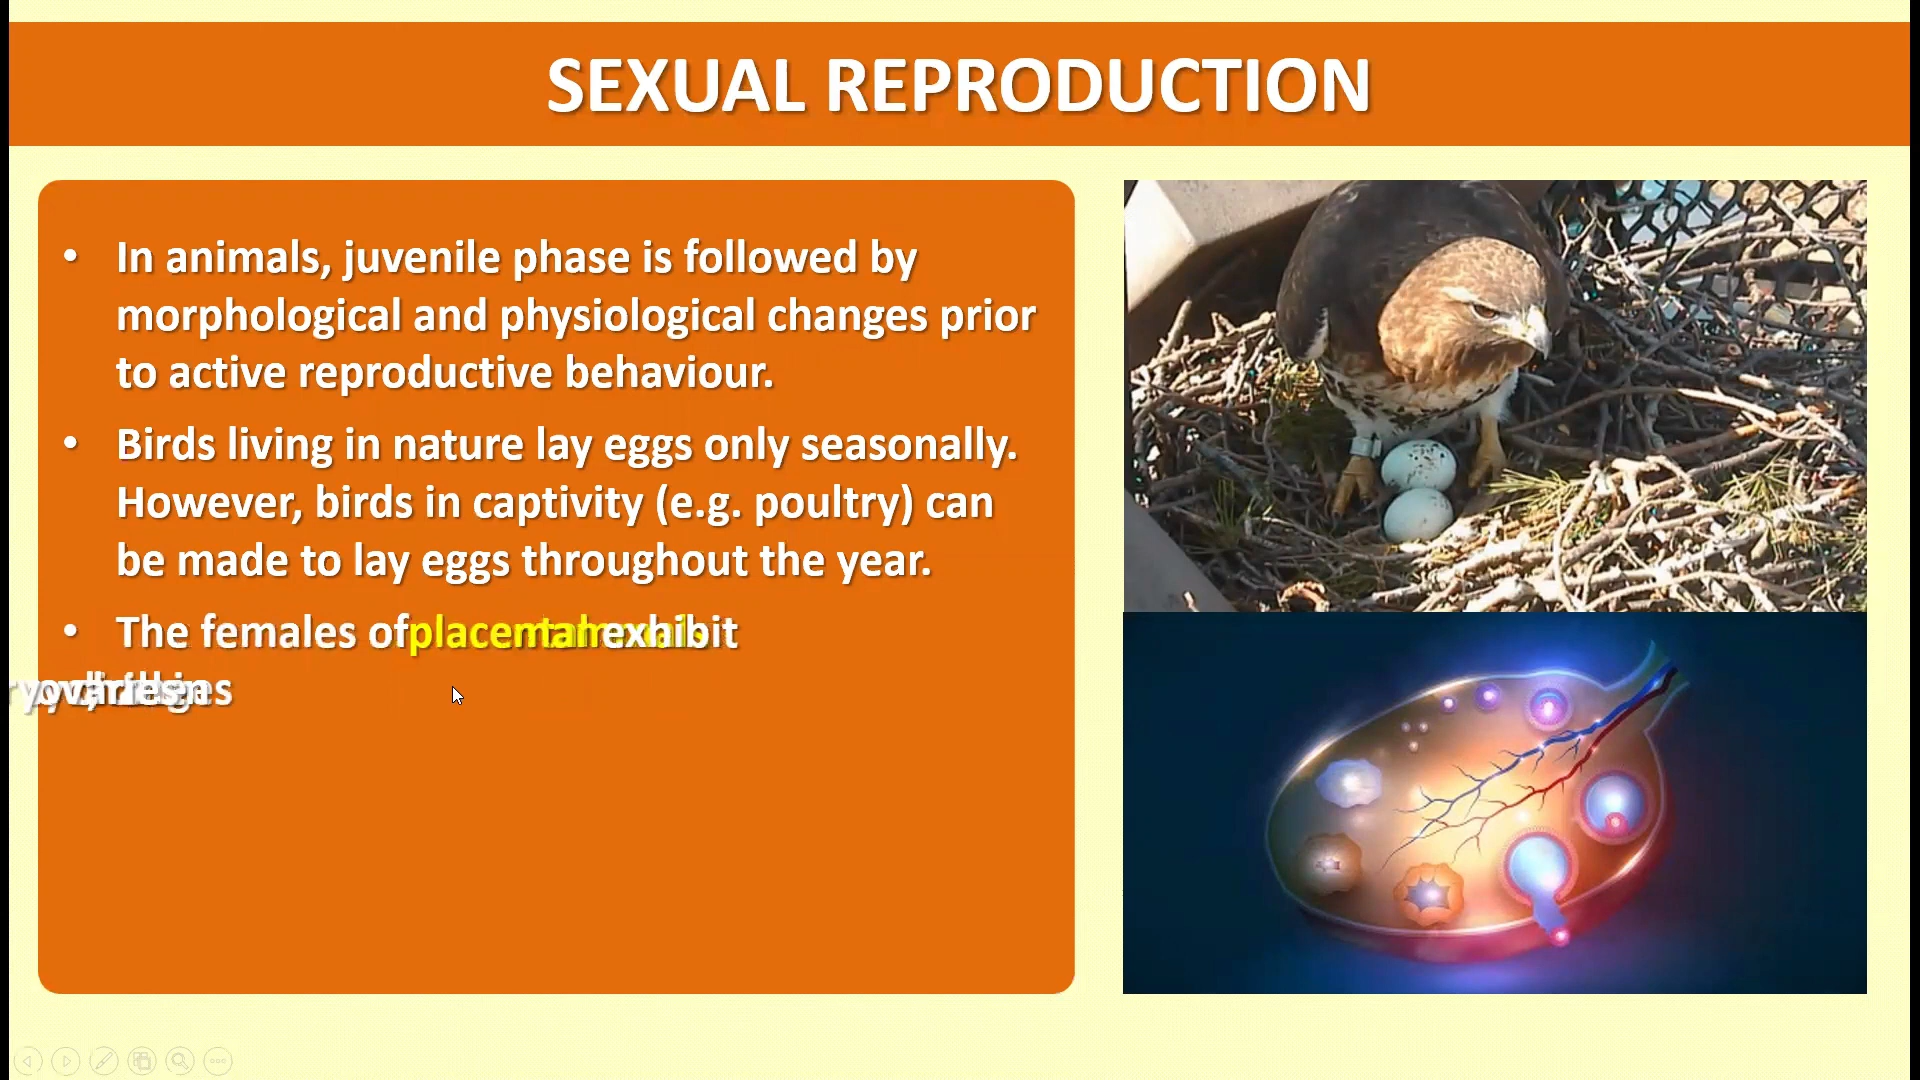 SEXUAL REPRODUCTION
• In animals, juvenile phase is followed by
morphological and physiological changes prior
to active reproductive behaviour.
• Birds living in nature lay eggs only seasonally.
However, birds in captivity (e.g. poultry) can
be made to lay eggs throughout the year.
• The females of placental exhibit